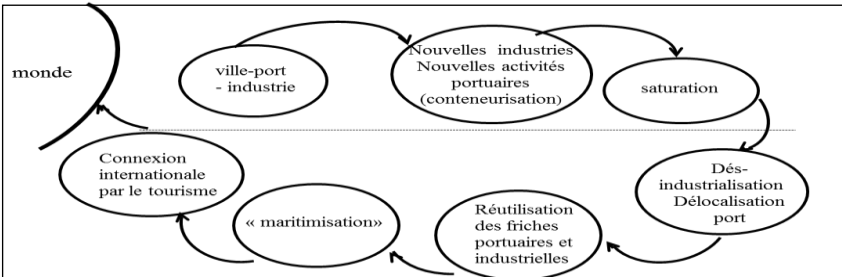 monde
ville-port
- industrie
Nouvelles industries
Nouvelles activités
portuaires
(conteneurisation)
saturation
Dés-
industrialisation
Délocalisation
port
Réutilisation
des friches
portuaires et
industrielles
« maritimisation»
Connexion
internationale
par le tourisme